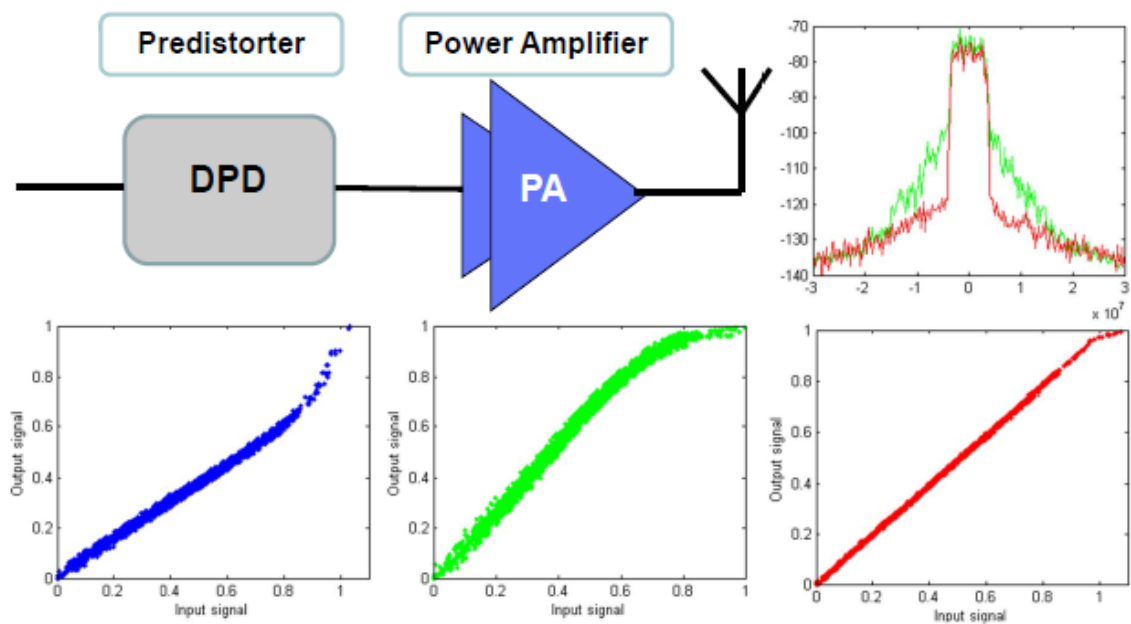 Predistorter
Power Amplifier
DPD
PA
-70
-80
-90
-100
-110
-120
-130
-140
-3 -2 -1 0 1 2 3
x 10^7
1
0.8
0.6
0.4
0.2
0
Output signal
0 0.2 0.4 0.6 0.8 1
Input signal
1
0.8
0.6
0.4
0.2
0
Output signal
0 0.2 0.4 0.6 0.8 1
Input signal
1
0.8
0.6
0.4
0.2
0
Output signal
0 0.2 0.4 0.6 0.8 1
Input signal